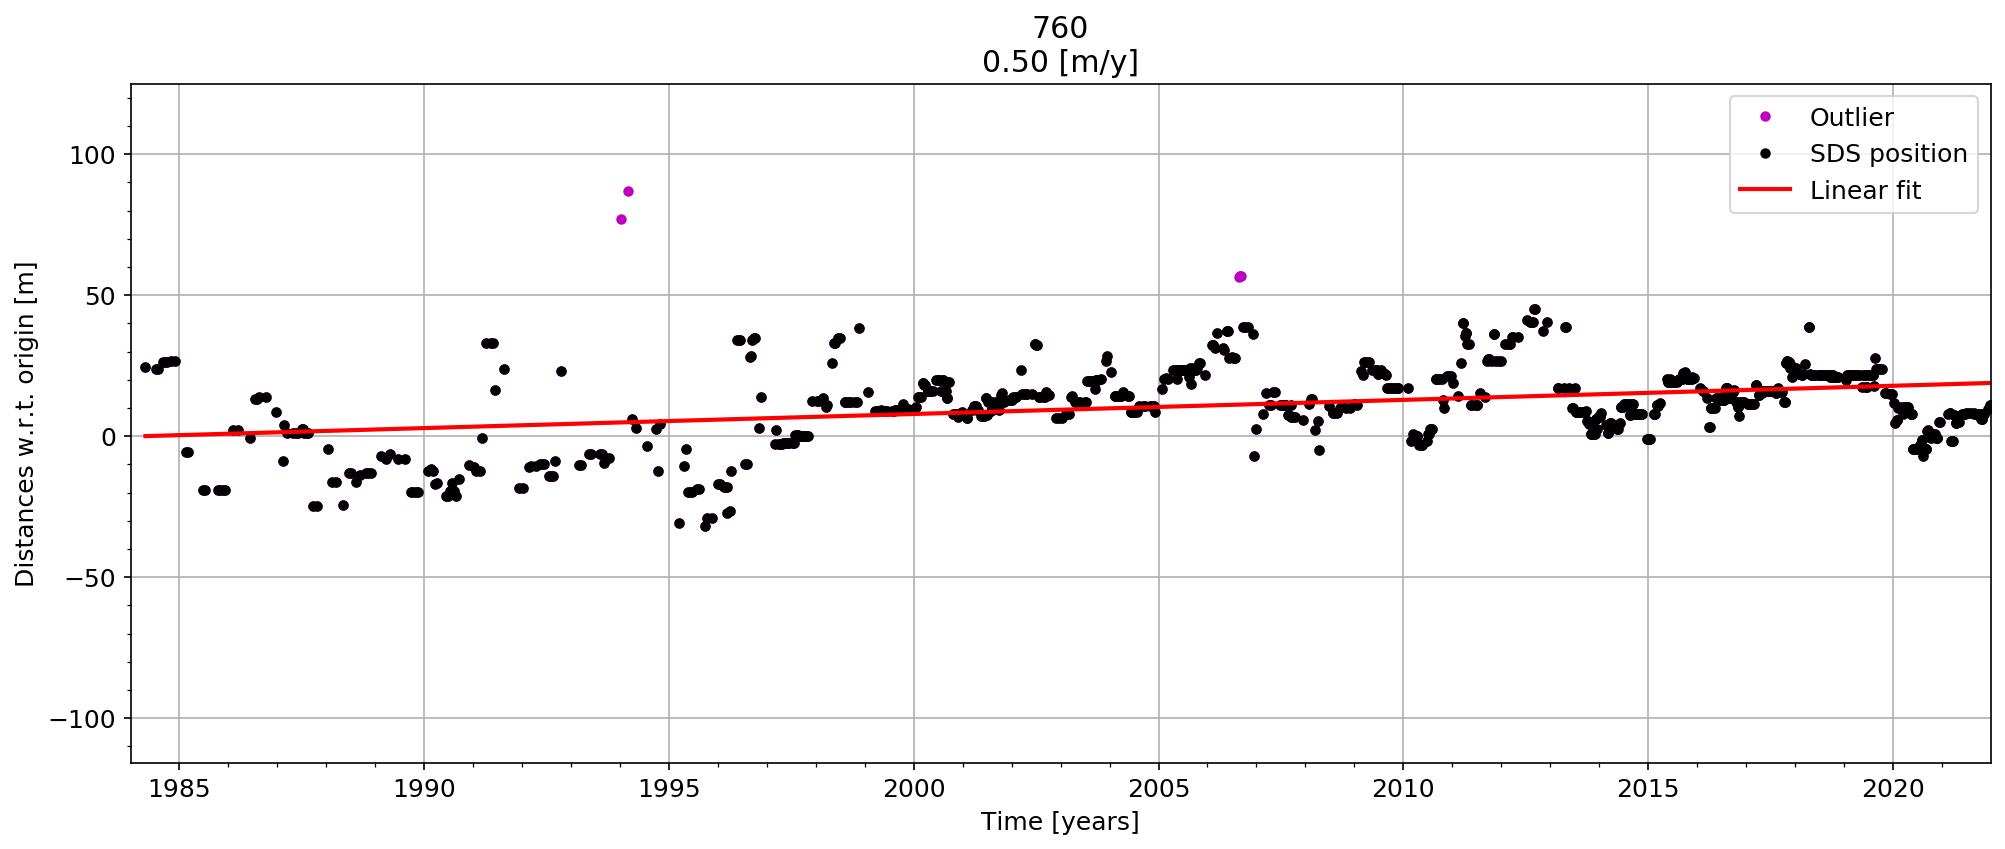 760
0.50 [m/y]
Outlier
SDS position
Linear fit
Distances w.r.t. origin [m]
100
50
0
−50
−100
1985 1990 1995 2000 2005 2010 2015 2020
Time [years]